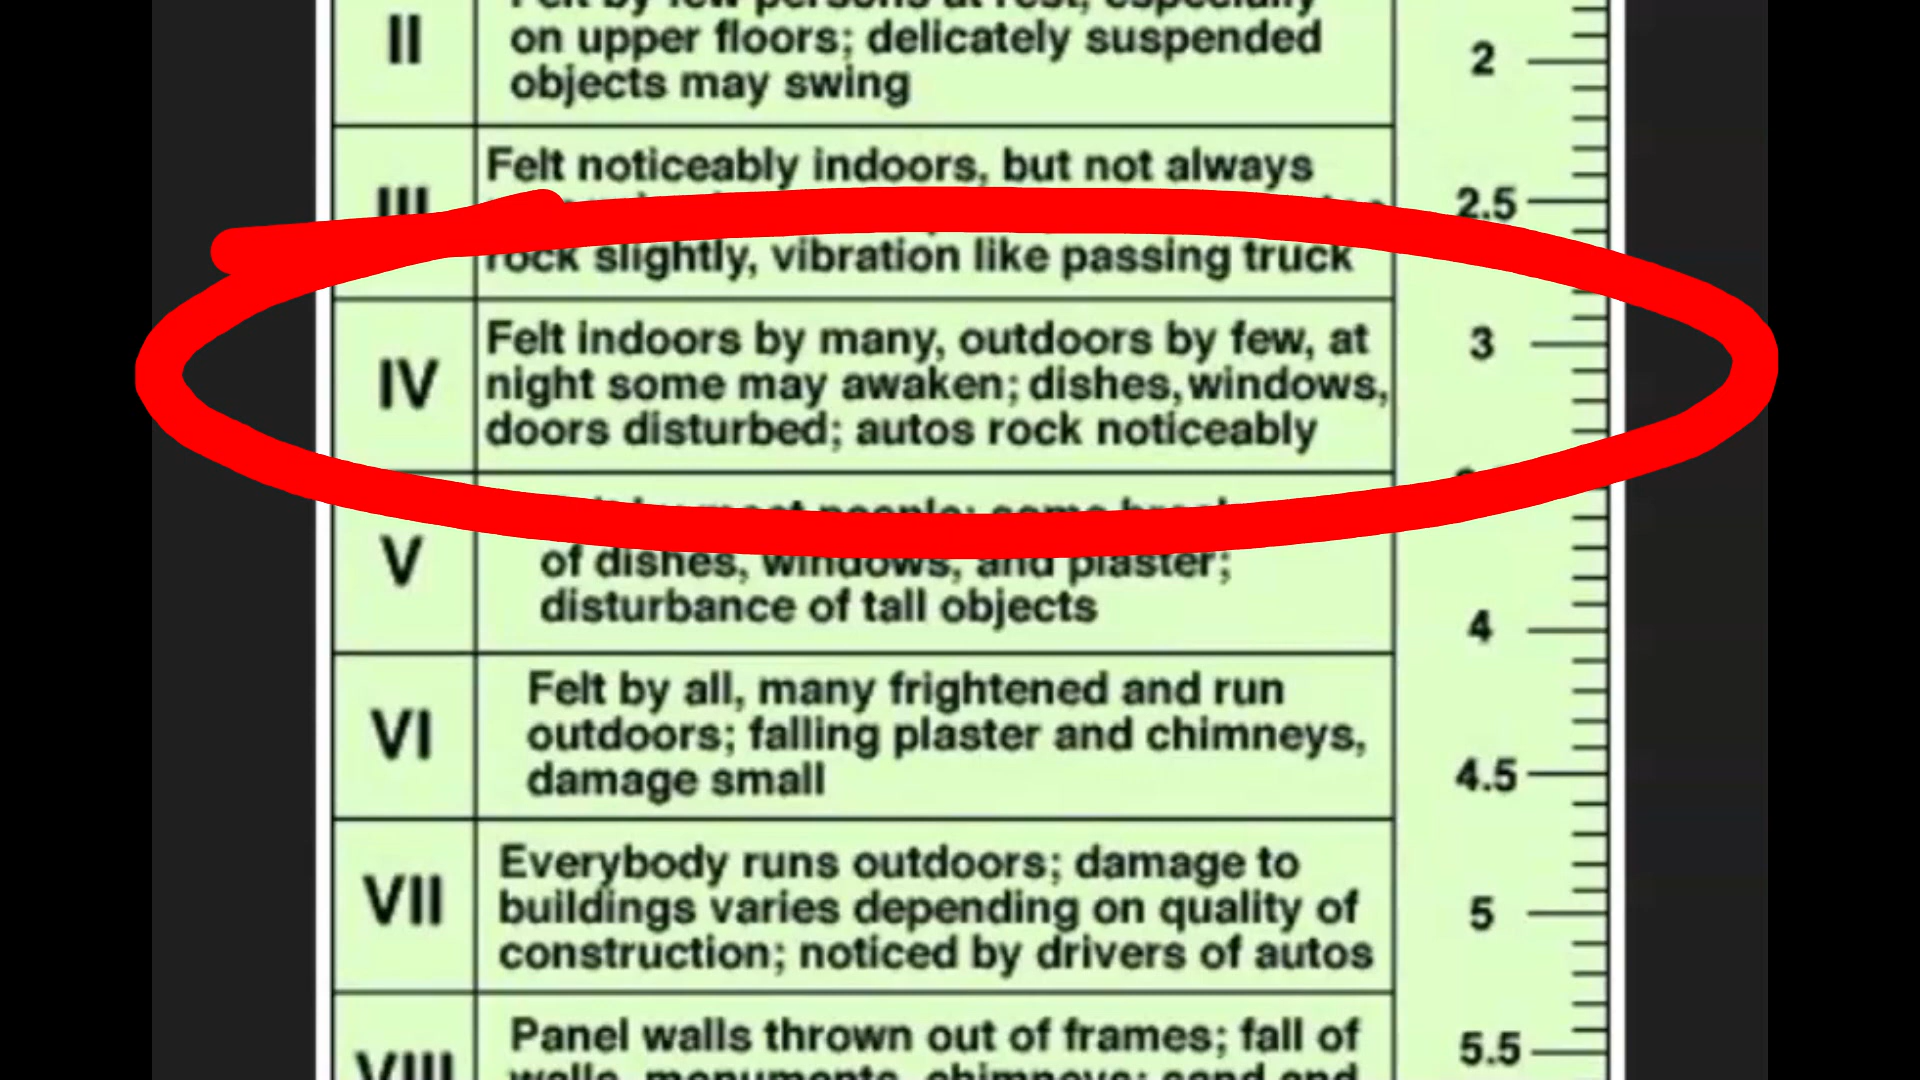 II
on upper floors; delicately suspended
objects may swing
2
III
Felt noticeably indoors, but not always
2.5
rock slightly, vibration like passing truck
IV
Felt indoors by many, outdoors by few, at
night some may awaken; dishes, windows,
doors disturbed; autos rock noticeably
3
V
of dishes, windows, and plaster;
disturbance of tall objects
4
VI
Felt by all, many frightened and run
outdoors; falling plaster and chimneys,
damage small
4.5
VII
Everybody runs outdoors; damage to
buildings varies depending on quality of
construction; noticed by drivers of autos
5
VIII
Panel walls thrown out of frames; fall of
5.5